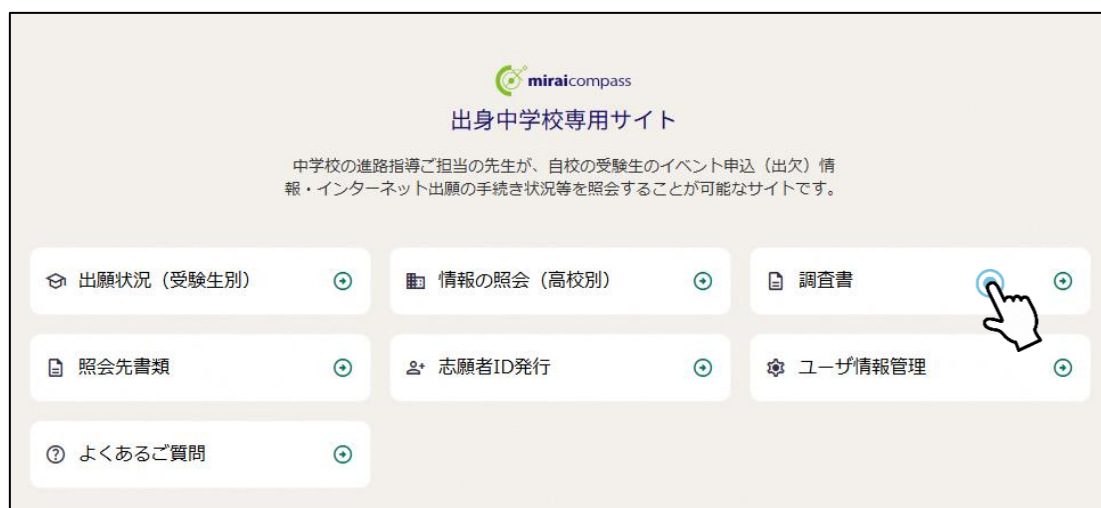 miraicompass
出身中学校専用サイト
中学校の進路指導ご担当の先生が、自校の受験生のイベント申込（出欠）情
報・インターネット出願の手続き状況等を照会することが可能なサイトです。
出願状況（受験生別）
情報の照会（高校別）
調査書
照会先書類
志願者ID発行
ユーザ情報管理
よくあるご質問